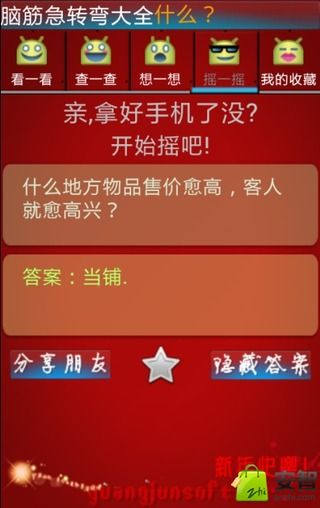 脑筋急转弯大全什么？
看一看 查一查 想一想 摇一摇 我的收藏
亲,拿好手机了没?
开始摇吧!
什么地方物品售价愈高，客人
就愈高兴？
答案：当铺.
分享朋友 隐藏答案
新年快乐!
guangjunsoft
安智
anzhi.com